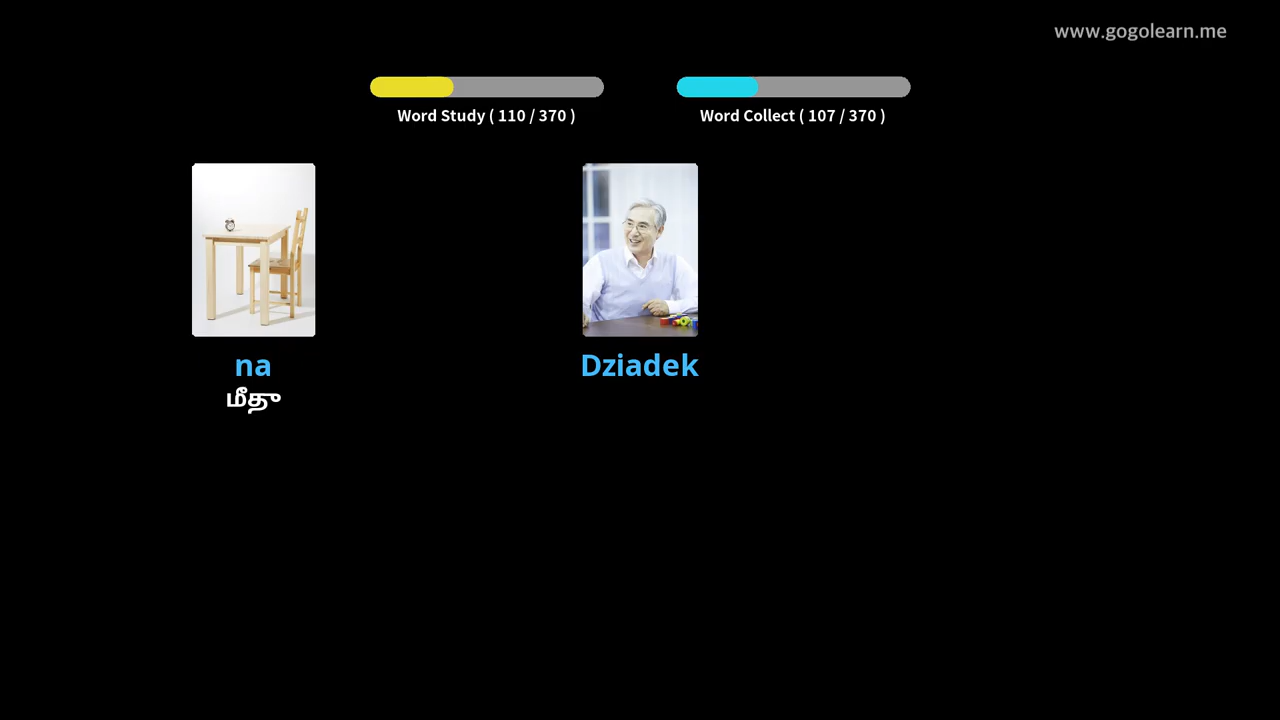 www.gogolearn.me
Word Study ( 110 / 370 )
Word Collect ( 107 / 370 )
na
மீது
Dziadek